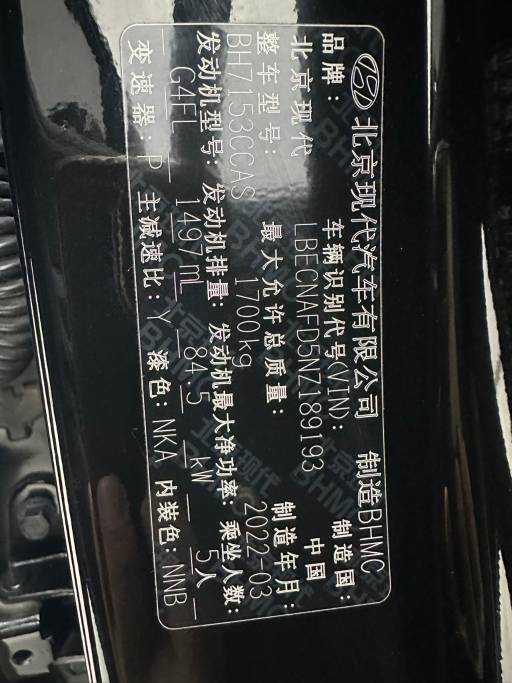 北京现代汽车有限公司 制造BHMC
品牌: 北京现代 车辆识别代号(VIN): LBECNAFD5NZ189193 制造国: 中国
整车型号: BH7153CCAS 最大允许总质量: 1700kg 制造年月: 2022-03
发动机型号: G4FL 发动机排量: 1497ml 发动机最大净功率: 84.5 kW 乘坐人数: 5人
变速器: P 主减速比: Y 漆色: NKA 内装色: NNB